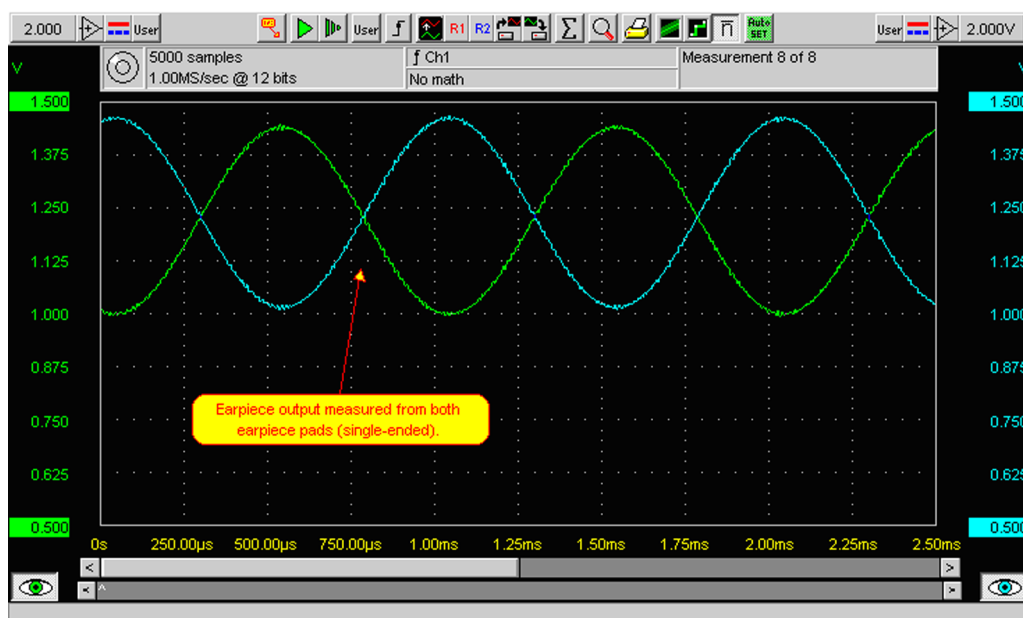 2.000 User User R1 R2 Auto SET User 2.000V
5000 samples
1.00MS/sec @ 12 bits
ƒ Ch1
No math
Measurement 8 of 8
V
1.500
1.375
1.250
1.125
1.000
0.875
0.750
0.625
0.500
Earpiece output measured from both
earpiece pads (single-ended).
1.500
1.375
1.250
1.125
1.000
0.875
0.750
0.625
0.500
0s 250.00µs 500.00µs 750.00µs 1.00ms 1.25ms 1.50ms 1.75ms 2.00ms 2.25ms 2.50ms